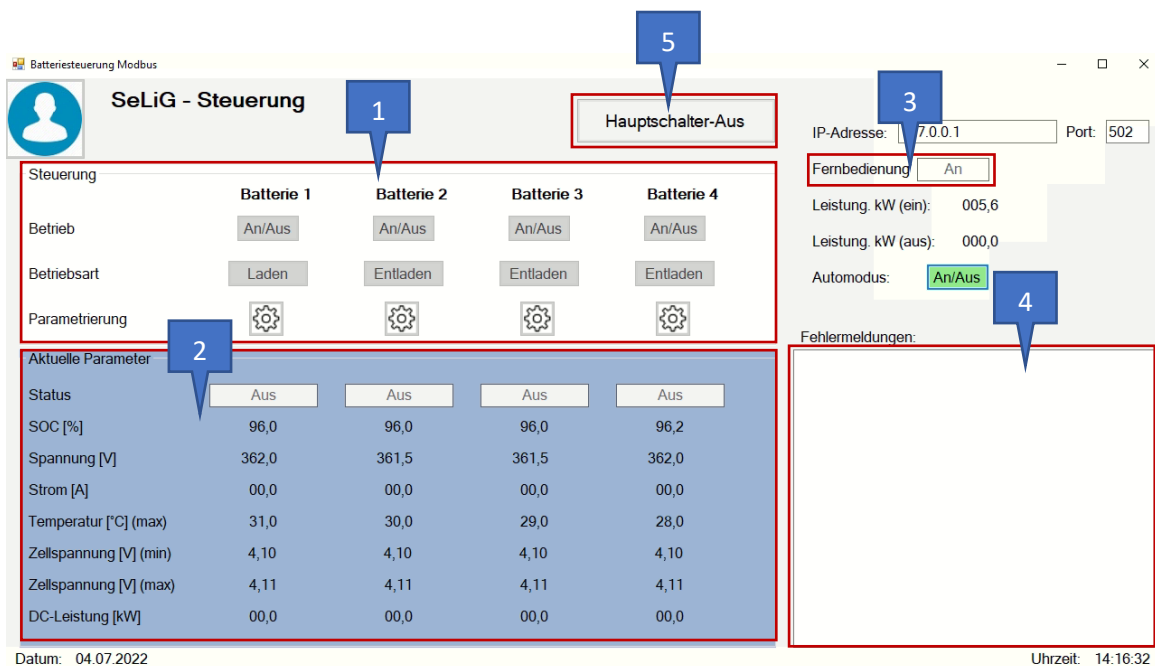 5
Batteriesteuerung Modbus
SeLiG - Steuerung
1
Hauptschalter-Aus
3
IP-Adresse: 7.0.0.1 Port: 502
Steuerung
Fernbedienung An
Batterie 1 Batterie 2 Batterie 3 Batterie 4
Leistung. kW (ein): 005,6
Betrieb An/Aus An/Aus An/Aus An/Aus
Leistung. kW (aus): 000,0
Betriebsart Laden Entladen Entladen Entladen
Automodus: An/Aus
4
Parametrierung
Fehlermeldungen:
2
Aktuelle Parameter
Status Aus Aus Aus Aus
SOC [%] 96,0 96,0 96,0 96,2
Spannung [V] 362,0 361,5 361,5 362,0
Strom [A] 00,0 00,0 00,0 00,0
Temperatur [°C] (max) 31,0 30,0 29,0 28,0
Zellspannung [V] (min) 4,10 4,10 4,10 4,10
Zellspannung [V] (max) 4,11 4,11 4,11 4,11
DC-Leistung [kW] 00,0 00,0 00,0 00,0
Datum: 04.07.2022 Uhrzeit: 14:16:32